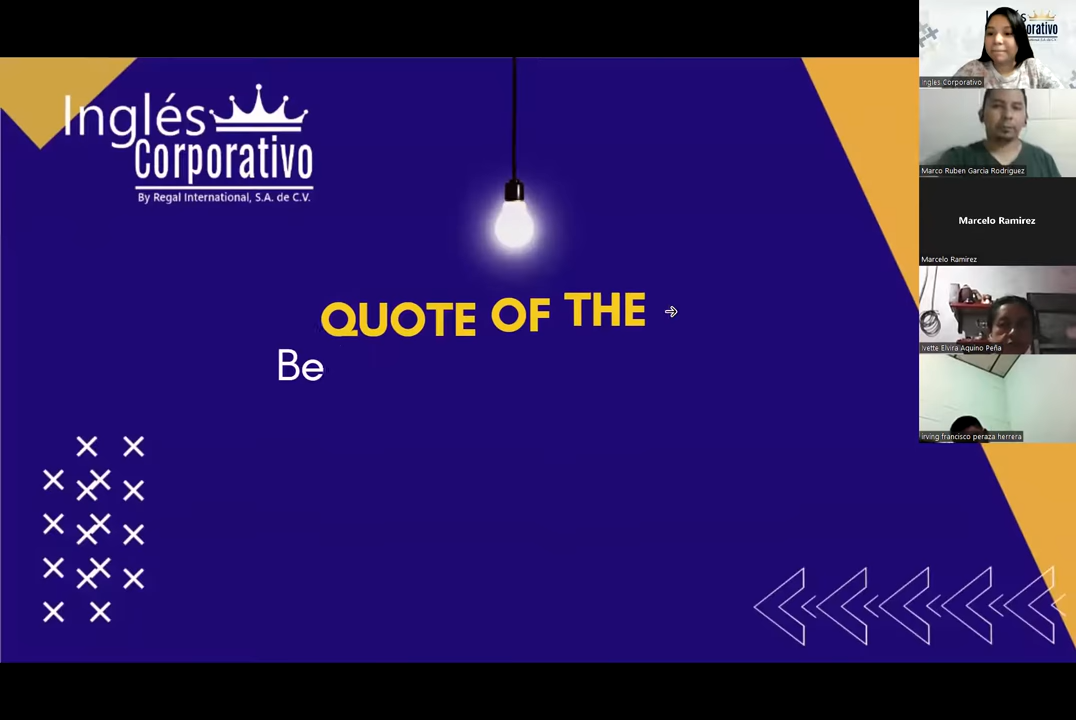 Inglés
Corporativo
By Regal International, S.A. de C.V.
QUOTE OF THE
Be
Inglés Corporativo
Marco Ruben Garcia Rodriguez
Marcelo Ramirez
Marcelo Ramirez
Ivette Elvira Aquino Peña
irving francisco peraza herrera